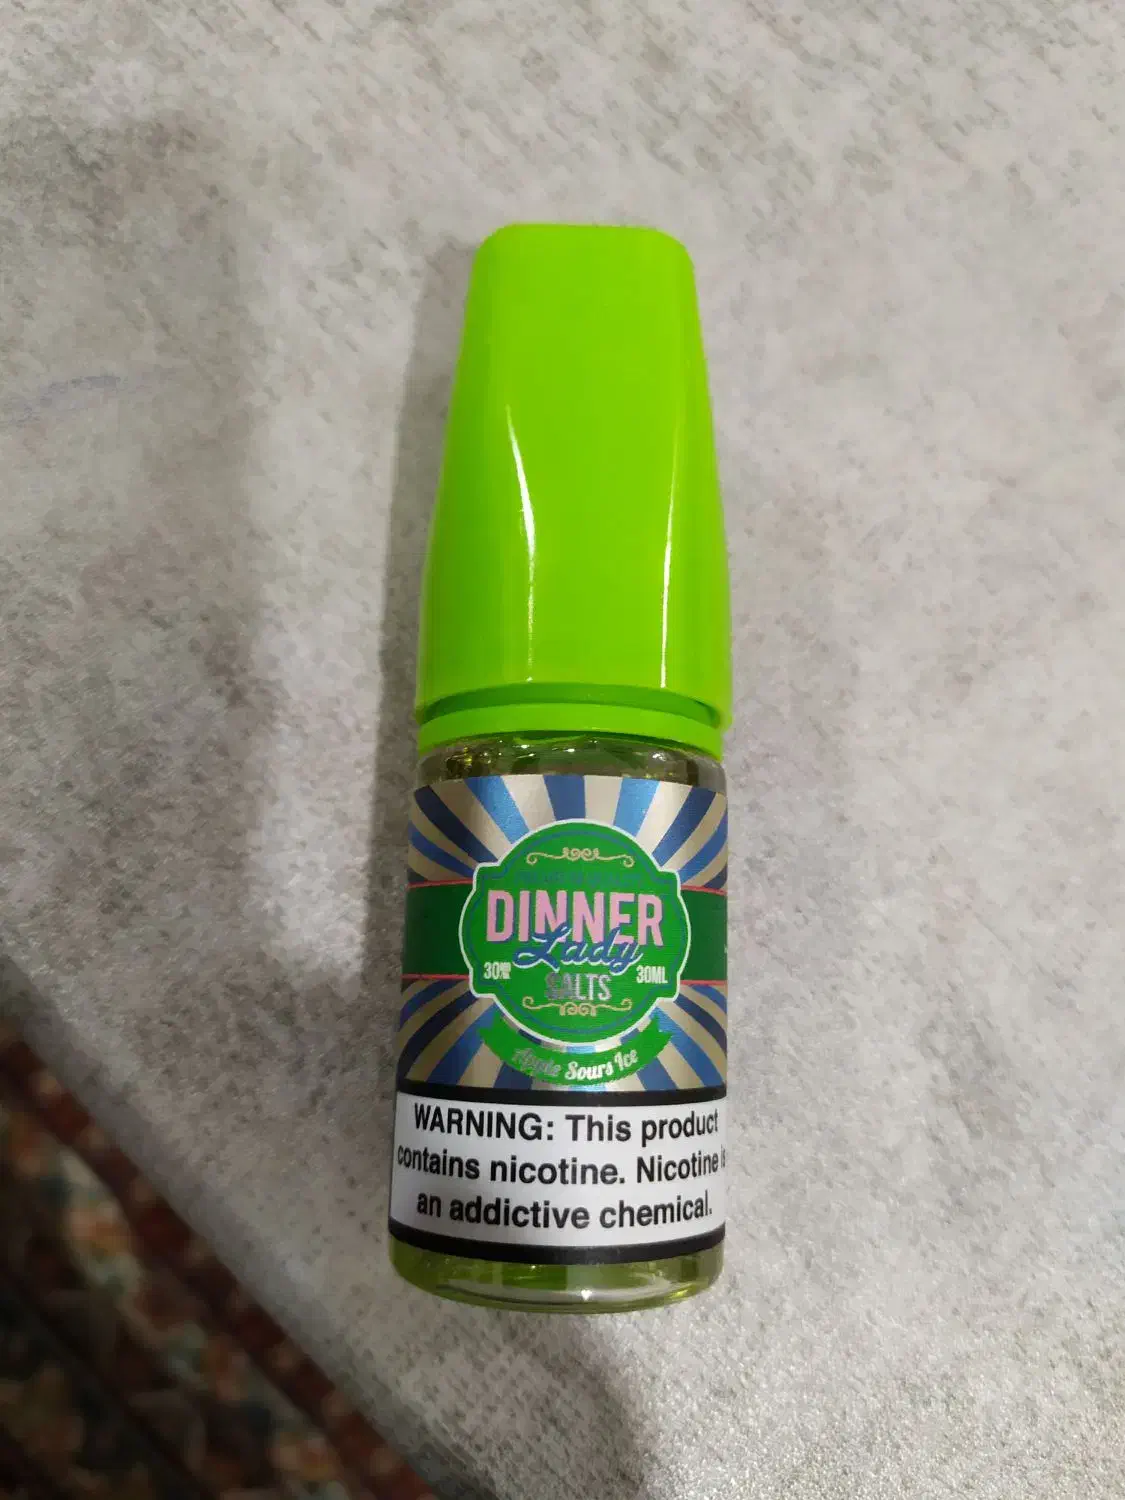 DINNER
Lady
30MG 30ML
SALTS
Apple Sours Ice
WARNING: This product
contains nicotine. Nicotine is
an addictive chemical.